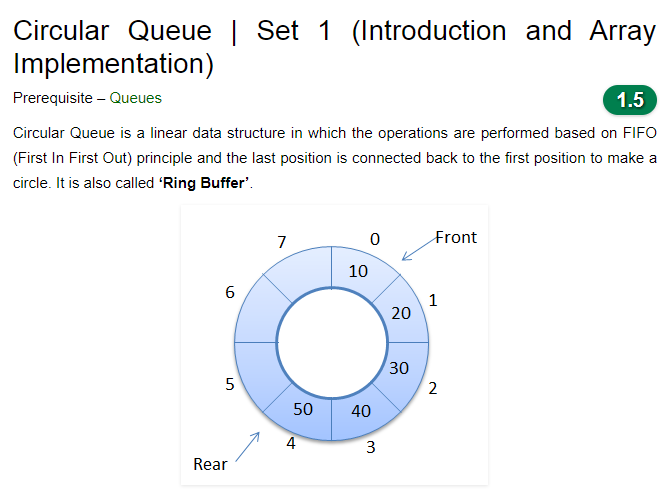 Circular Queue | Set 1 (Introduction and Array
Implementation)
Prerequisite – Queues
1.5
Circular Queue is a linear data structure in which the operations are performed based on FIFO
(First In First Out) principle and the last position is connected back to the first position to make a
circle. It is also called ‘Ring Buffer’.
7
0
Front
10
6
1
20
30
5
2
50
40
4
3
Rear